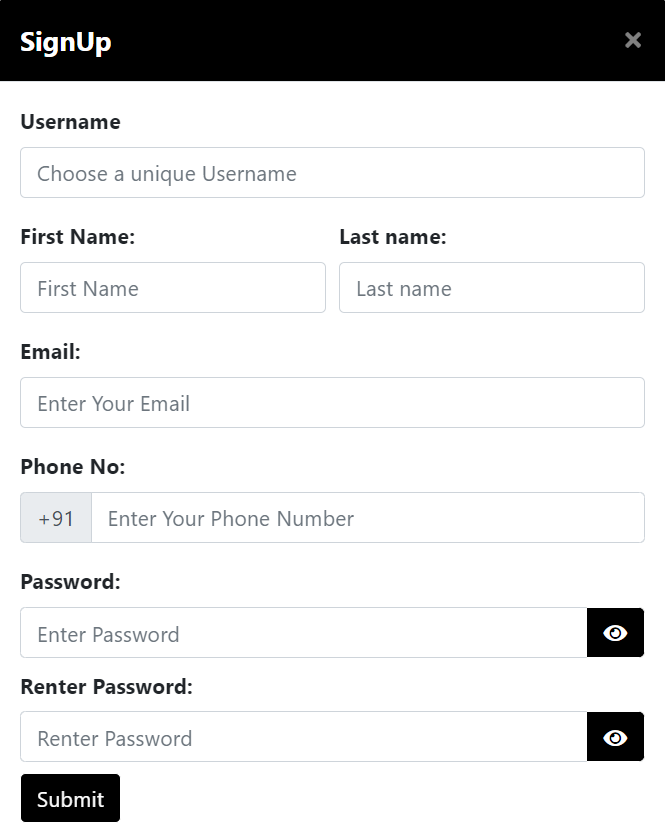 SignUp
Username
Choose a unique Username
First Name: Last name:
First Name Last name
Email:
Enter Your Email
Phone No:
+91 Enter Your Phone Number
Password:
Enter Password
Renter Password:
Renter Password
Submit